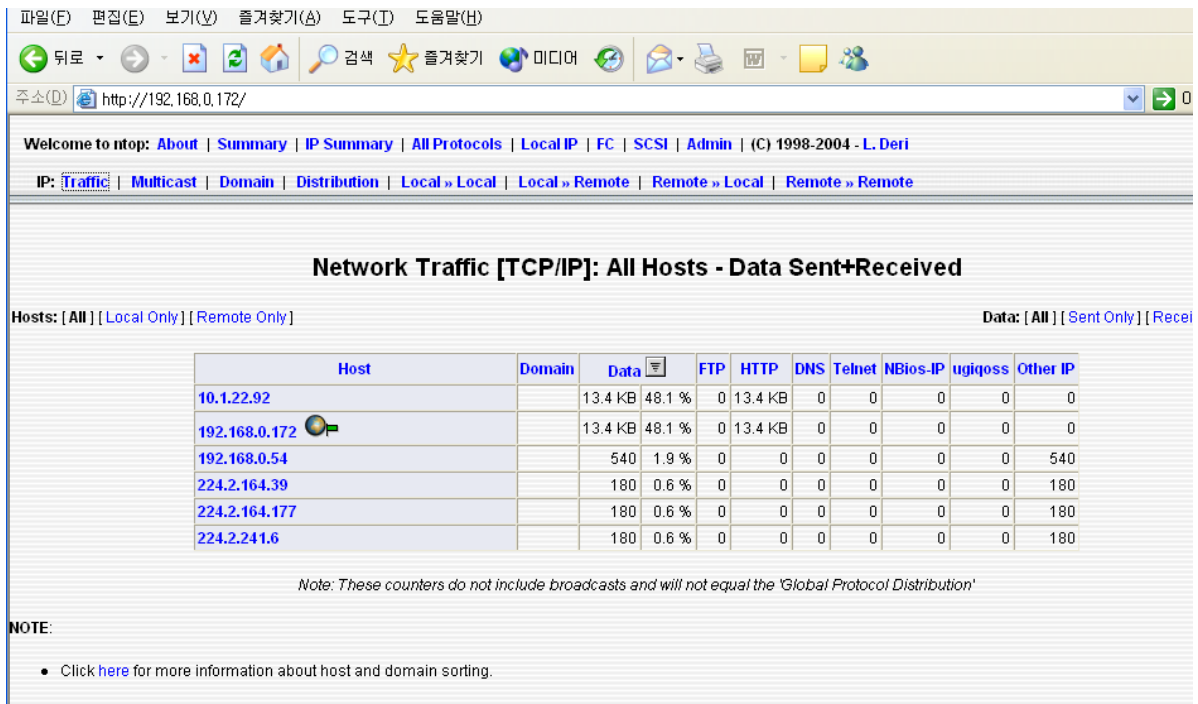 파일(F) 편집(E) 보기(V) 즐겨찾기(A) 도구(T) 도움말(H)
뒤로 검색 즐겨찾기 미디어
주소(D) http://192.168.0.172/
Welcome to ntop: About | Summary | IP Summary | All Protocols | Local IP | FC | SCSI | Admin | (C) 1998-2004 - L. Deri
IP: Traffic | Multicast | Domain | Distribution | Local » Local | Local » Remote | Remote » Local | Remote » Remote
Network Traffic [TCP/IP]: All Hosts - Data Sent+Received
Hosts: [ All ] [ Local Only ] [ Remote Only ] Data: [ All ] [ Sent Only ] [ Recei
Host Domain Data FTP HTTP DNS Telnet NBios-IP ugiqoss Other IP
10.1.22.92 13.4 KB 48.1 % 0 13.4 KB 0 0 0 0 0
192.168.0.172 13.4 KB 48.1 % 0 13.4 KB 0 0 0 0 0
192.168.0.54 540 1.9 % 0 0 0 0 0 0 540
224.2.164.39 180 0.6 % 0 0 0 0 0 0 180
224.2.164.177 180 0.6 % 0 0 0 0 0 0 180
224.2.241.6 180 0.6 % 0 0 0 0 0 0 180
Note: These counters do not include broadcasts and will not equal the 'Global Protocol Distribution'
NOTE:
• Click here for more information about host and domain sorting.